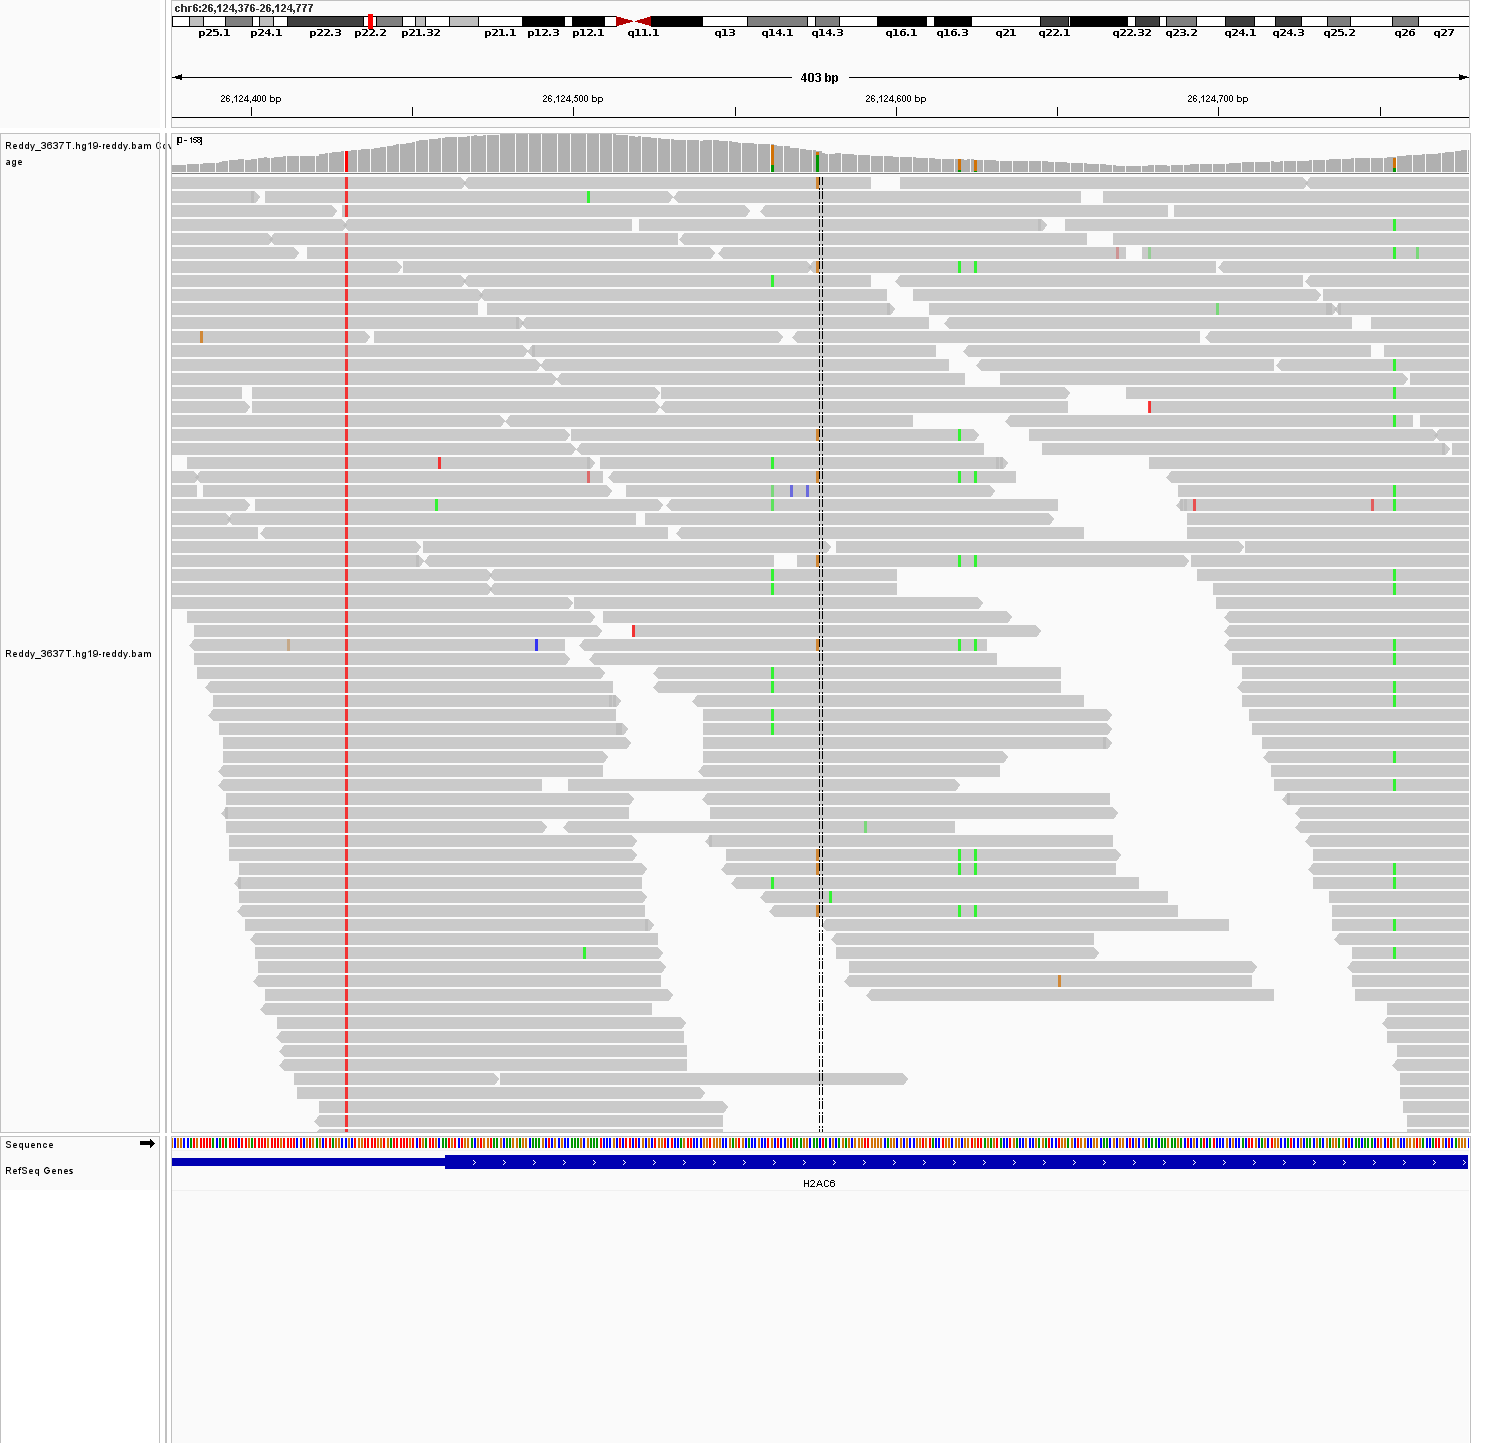 chr6:26,124,376-26,124,777
p25.1 p24.1 p22.3 p22.2 p21.32 p21.1 p12.3 p12.1 q11.1 q13 q14.1 q14.3 q16.1 q16.3 q21 q22.1 q22.32 q23.2 q24.1 q24.3 q25.2 q26 q27
403 bp
26,124,400 bp 26,124,500 bp 26,124,600 bp 26,124,700 bp
Reddy_3637T.hg19-reddy.bam Cov
age
Reddy_3637T.hg19-reddy.bam
Sequence
RefSeq Genes
H2AC6